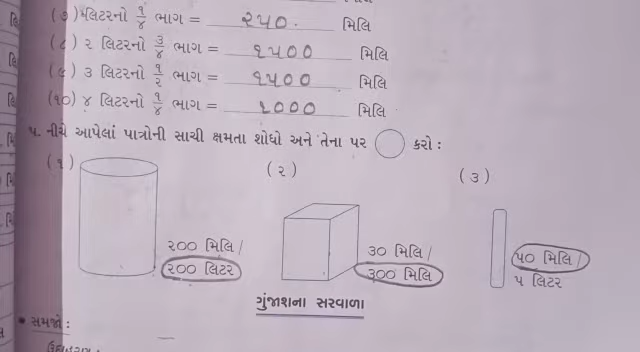 (૭) ૧ લિટરનો ૧/૪ ભાગ = ૨૫૦. મિલિ
(૮) ૨ લિટરનો ૩/૪ ભાગ = ૧૫૦૦ મિલિ
(૯) ૩ લિટરનો ૧/૨ ભાગ = ૧૫૦૦ મિલિ
(૧૦) ૪ લિટરનો ૧/૪ ભાગ = ૧૦૦૦ મિલિ
૫. નીચે આપેલાં પાત્રોની સાચી ક્ષમતા શોધો અને તેના પર ◯ કરો :
(૧)
(૨)
(૩)
૨૦૦ મિલિ /
૨૦૦ લિટર
૩૦ મિલિ /
૩૦૦ મિલિ
૫૦ મિલિ /
૫ લિટર
ગુંજાશના સરવાળા
• સમજો :